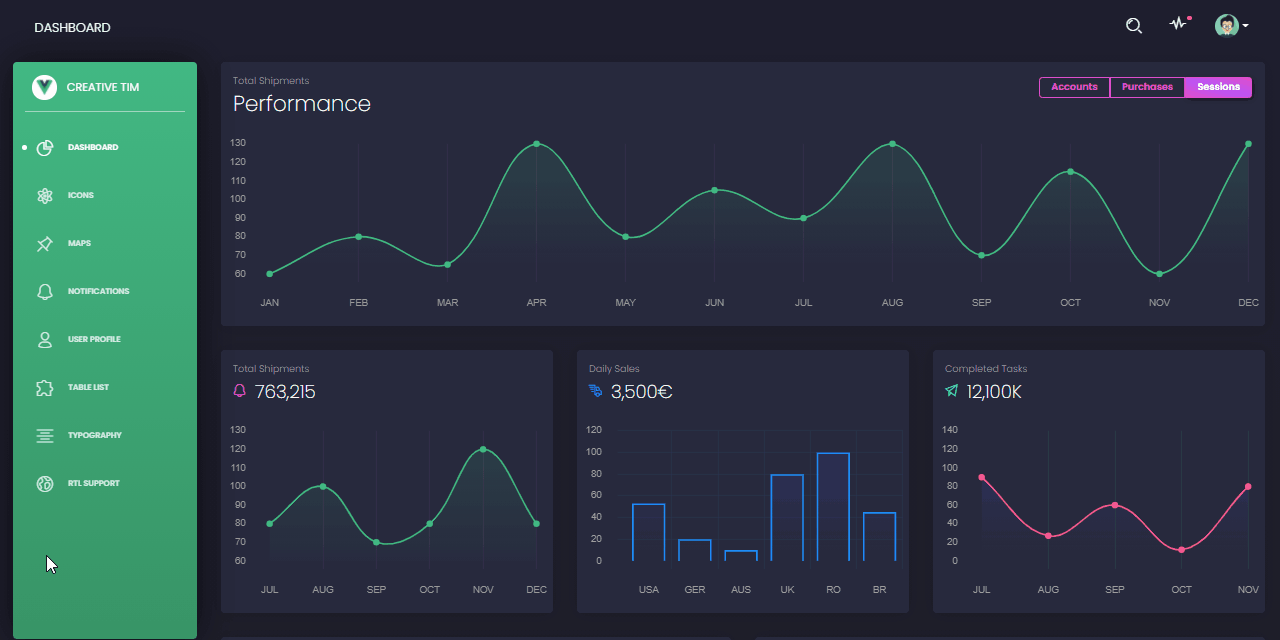 DASHBOARD
CREATIVE TIM
DASHBOARD
ICONS
MAPS
NOTIFICATIONS
USER PROFILE
TABLE LIST
TYPOGRAPHY
RTL SUPPORT
Total Shipments
Performance
Accounts Purchases Sessions
130
120
110
100
90
80
70
60
JAN FEB MAR APR MAY JUN JUL AUG SEP OCT NOV DEC
Total Shipments
763,215
130
120
110
100
90
80
70
60
JUL AUG SEP OCT NOV DEC
Daily Sales
3,500€
120
100
80
60
40
20
0
USA GER AUS UK RO BR
Completed Tasks
12,100K
140
120
100
80
60
40
20
0
JUL AUG SEP OCT NOV